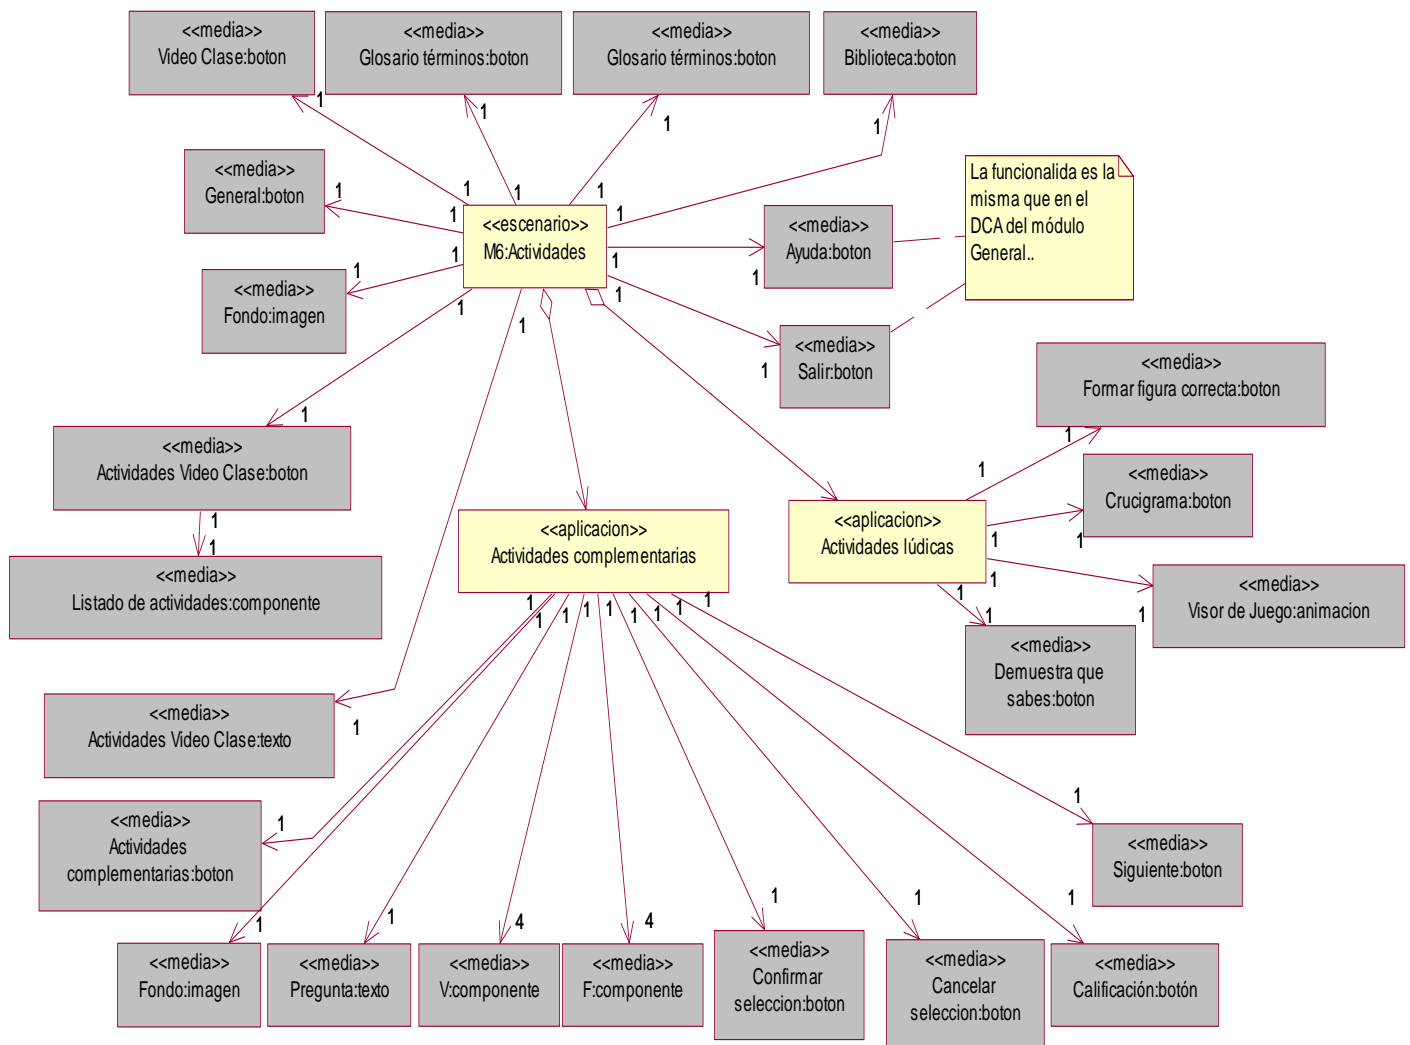 <<media>>
Video Clase:boton
<<media>>
Glosario términos:boton
<<media>>
Glosario términos:boton
<<media>>
Biblioteca:boton
1
1
1
1
<<media>>
General:boton
1
1
1
1
1
1
<<escenario>>
M6:Actividades
1
<<media>>
Ayuda:boton
La funcionalida es la
misma que en el
DCA del módulo
General..
1
1
1
1
<<media>>
Fondo:imagen
1
1
1
1
<<media>>
Salir:boton
1
<<media>>
Formar figura correcta:boton
1
<<media>>
Actividades Video Clase:boton
1
1
<<media>>
Crucigrama:boton
1
1
1
1
<<aplicacion>>
Actividades complementarias
<<aplicacion>>
Actividades lúdicas
<<media>>
Listado de actividades:componente
<<media>>
Visor de Juego:animacion
1
1
1
1
1
1
1
1
1
1
1
1
1
1
<<media>>
Demuestra que
sabes:boton
<<media>>
Actividades Video Clase:texto
1
<<media>>
Actividades
complementarias:boton
1
1
<<media>>
Siguiente:boton
1
1
4
4
1
1
1
<<media>>
Fondo:imagen
<<media>>
Pregunta:texto
<<media>>
V:componente
<<media>>
F:componente
<<media>>
Confirmar
seleccion:boton
<<media>>
Cancelar
seleccion:boton
<<media>>
Calificación:botón